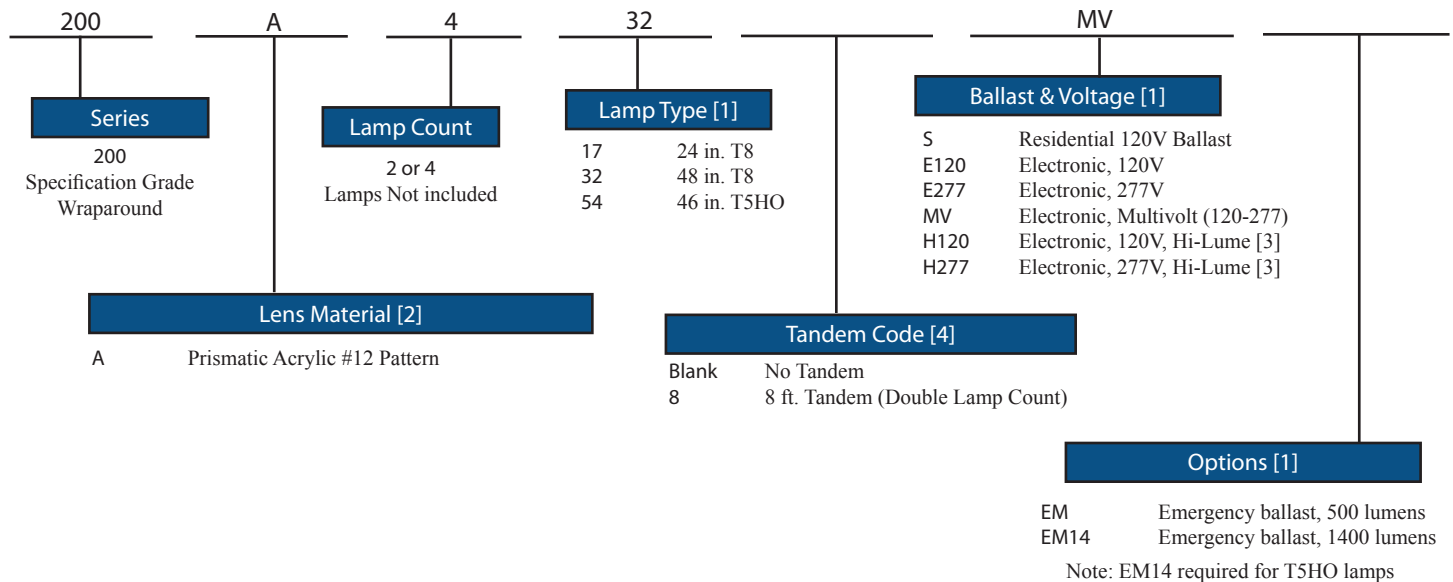 200 A 4 32 MV
Series
200
Specification Grade
Wraparound
Lamp Count
2 or 4
Lamps Not included
Lamp Type [1]
17 24 in. T8
32 48 in. T8
54 46 in. T5HO
Ballast & Voltage [1]
S Residential 120V Ballast
E120 Electronic, 120V
E277 Electronic, 277V
MV Electronic, Multivolt (120-277)
H120 Electronic, 120V, Hi-Lume [3]
H277 Electronic, 277V, Hi-Lume [3]
Lens Material [2]
A Prismatic Acrylic #12 Pattern
Tandem Code [4]
Blank No Tandem
8 8 ft. Tandem (Double Lamp Count)
Options [1]
EM Emergency ballast, 500 lumens
EM14 Emergency ballast, 1400 lumens
Note: EM14 required for T5HO lamps